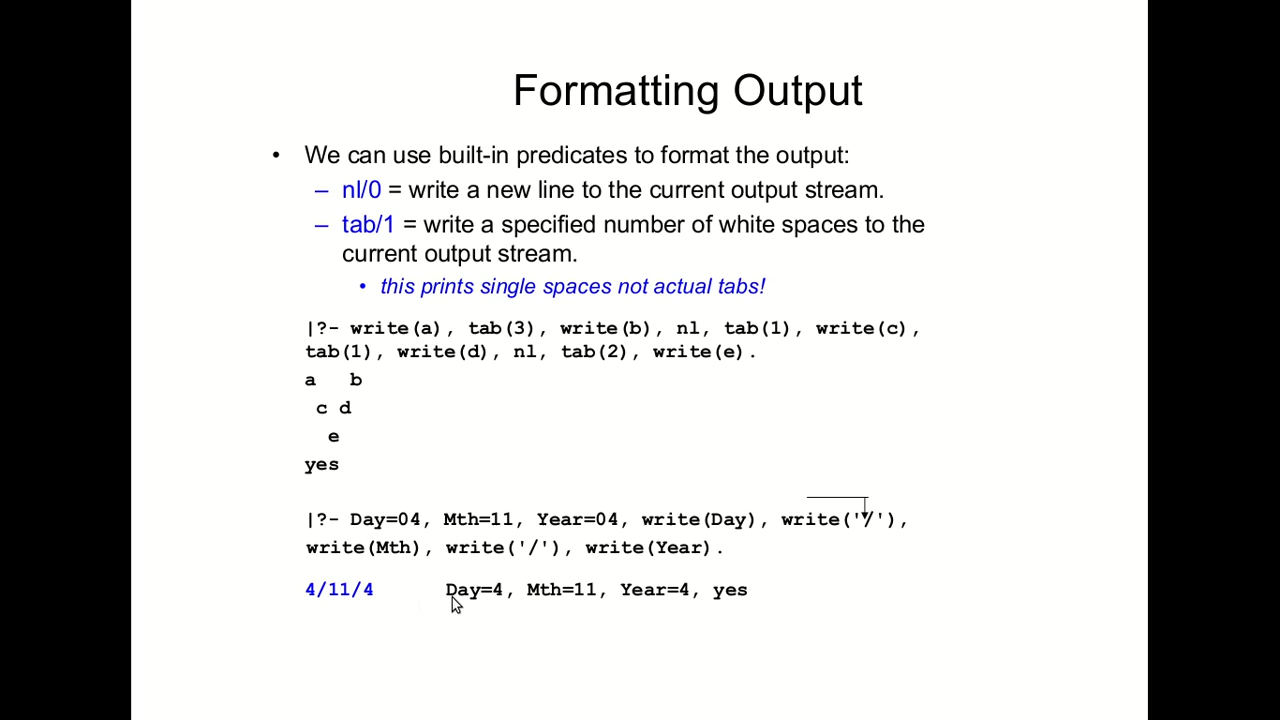 Formatting Output
• We can use built-in predicates to format the output:
– nl/0 = write a new line to the current output stream.
– tab/1 = write a specified number of white spaces to the
current output stream.
• this prints single spaces not actual tabs!
|?- write(a), tab(3), write(b), nl, tab(1), write(c),
tab(1), write(d), nl, tab(2), write(e).
a   b
 c d
  e
yes
|?- Day=04, Mth=11, Year=04, write(Day), write('/'),
write(Mth), write('/'), write(Year).
4/11/4      Day=4, Mth=11, Year=4, yes